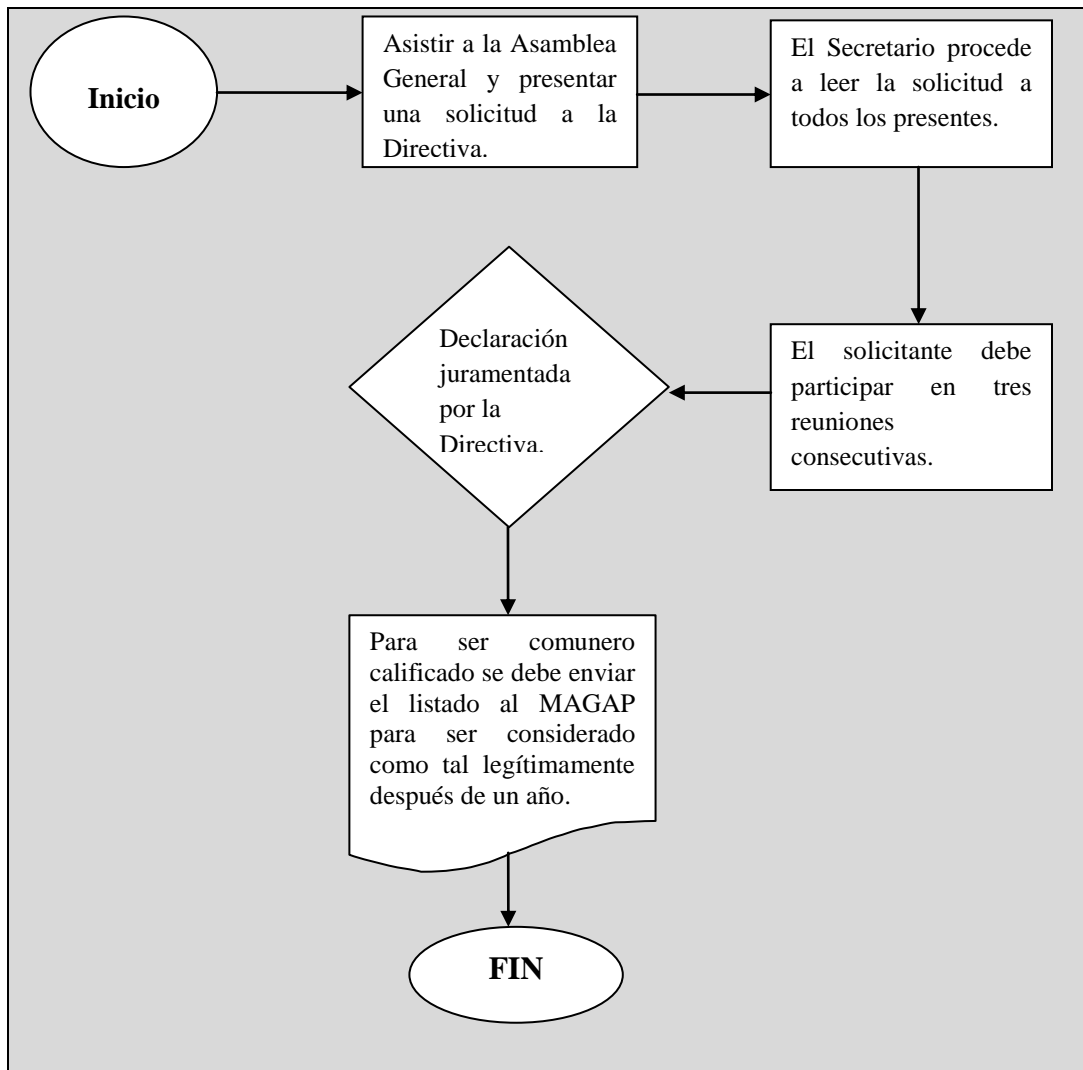 Inicio
Asistir a la Asamblea
General y presentar
una solicitud a la
Directiva.
El Secretario procede
a leer la solicitud a
todos los presentes.
El solicitante debe
participar en tres
reuniones
consecutivas.
Declaración
juramentada
por la
Directiva.
Para ser comunero
calificado se debe enviar
el listado al MAGAP
para ser considerado
como tal legítimamente
después de un año.
FIN